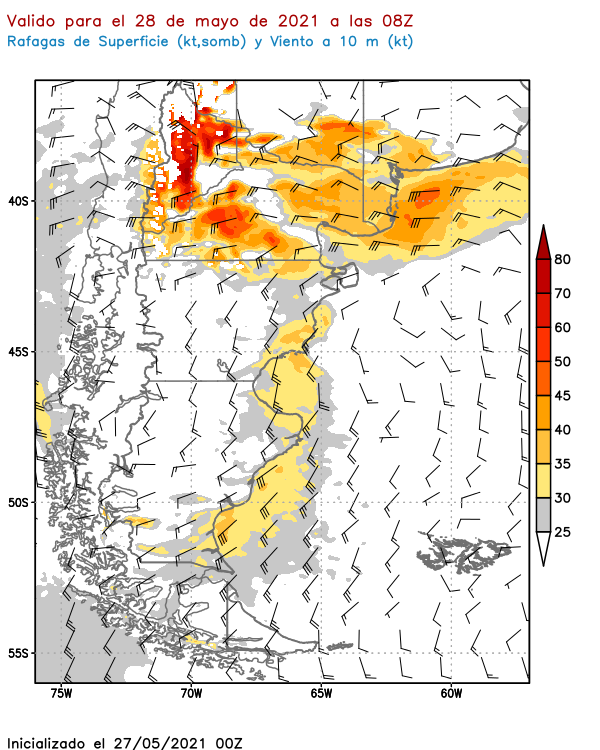 Valido para el 28 de mayo de 2021 a las 08Z
Rafagas de Superficie (kt,somb) y Viento a 10 m (kt)
40S
45S
50S
55S
75W
70W
65W
60W
80
70
60
50
45
40
35
30
25
Inicializado el 27/05/2021 00Z